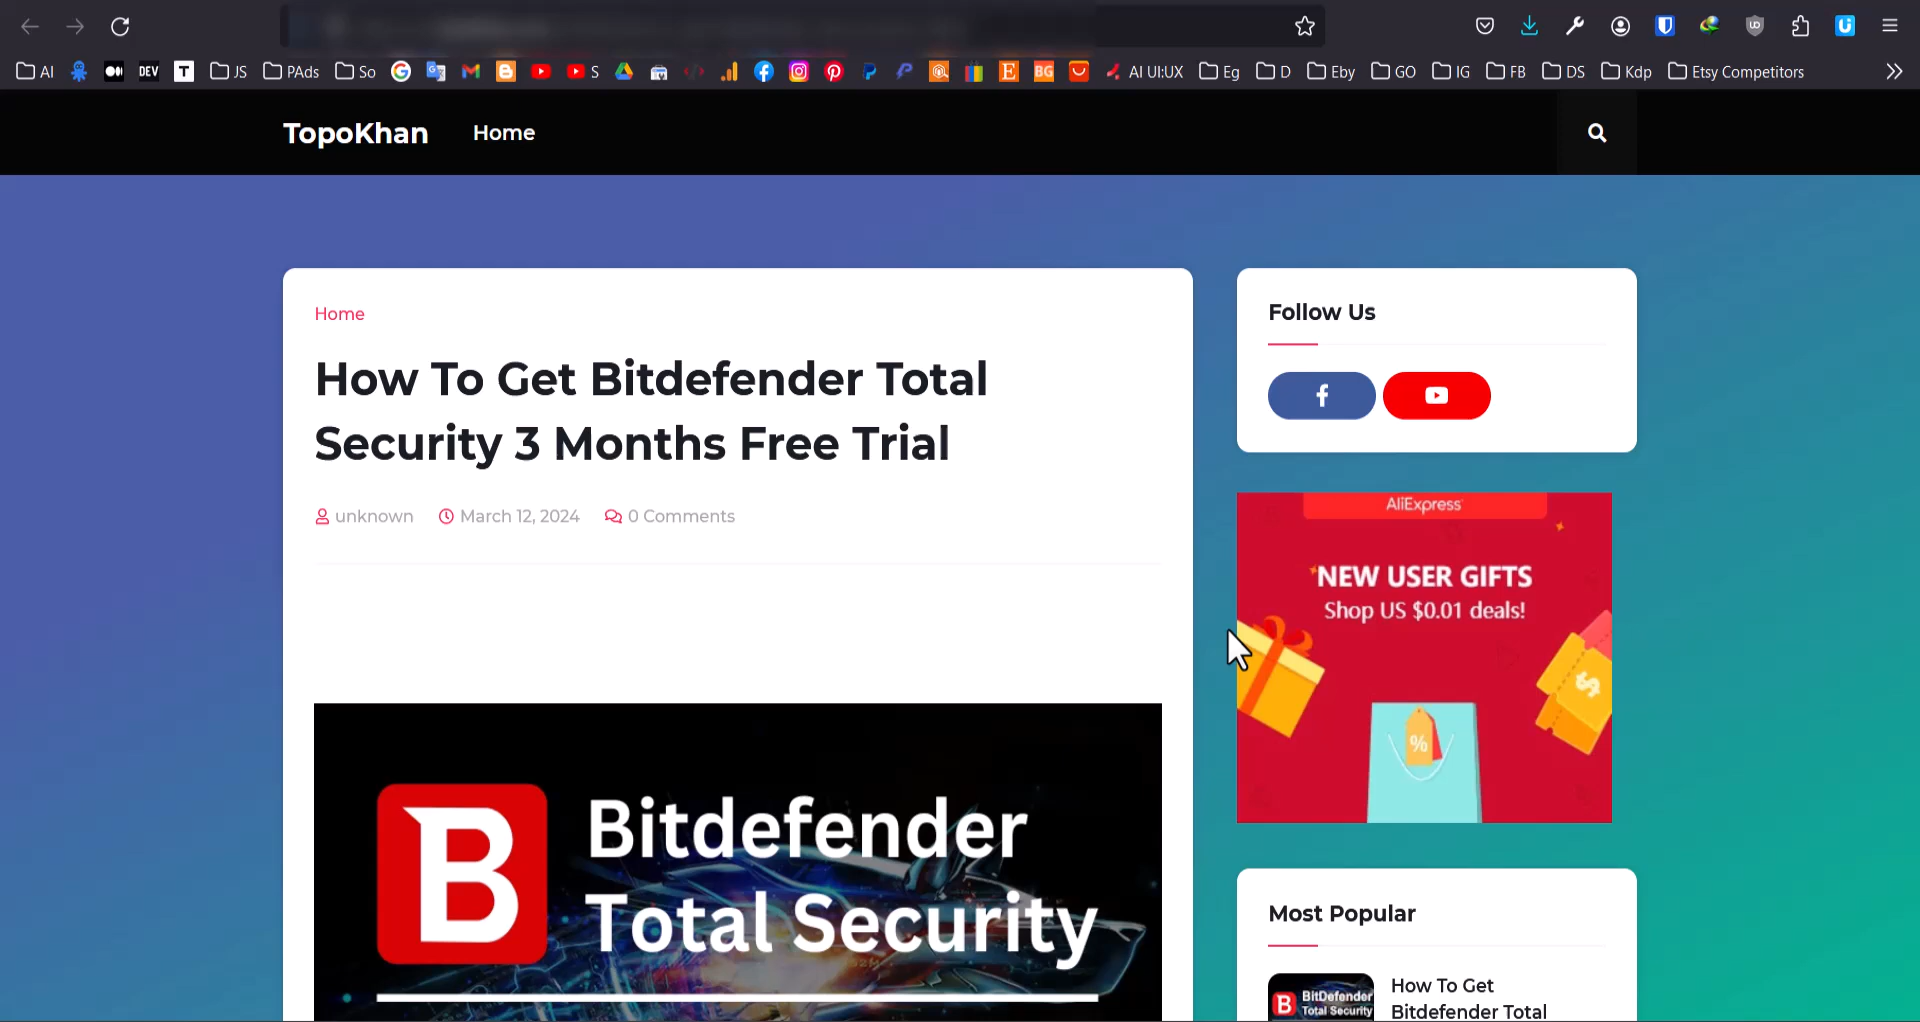 AI
DEV
T
JS
PAds
So
S
E
BG
AI UI:UX
Eg
D
Eby
GO
IG
FB
DS
Kdp
Etsy Competitors
TopoKhan
Home
Home
How To Get Bitdefender Total
Security 3 Months Free Trial
unknown
March 12, 2024
0 Comments
B
Bitdefender
Total Security
Follow Us
AliExpress
NEW USER GIFTS
Shop US $0.01 deals!
$
%
Most Popular
B
BitDefender
Total Security
How To Get
Bitdefender Total